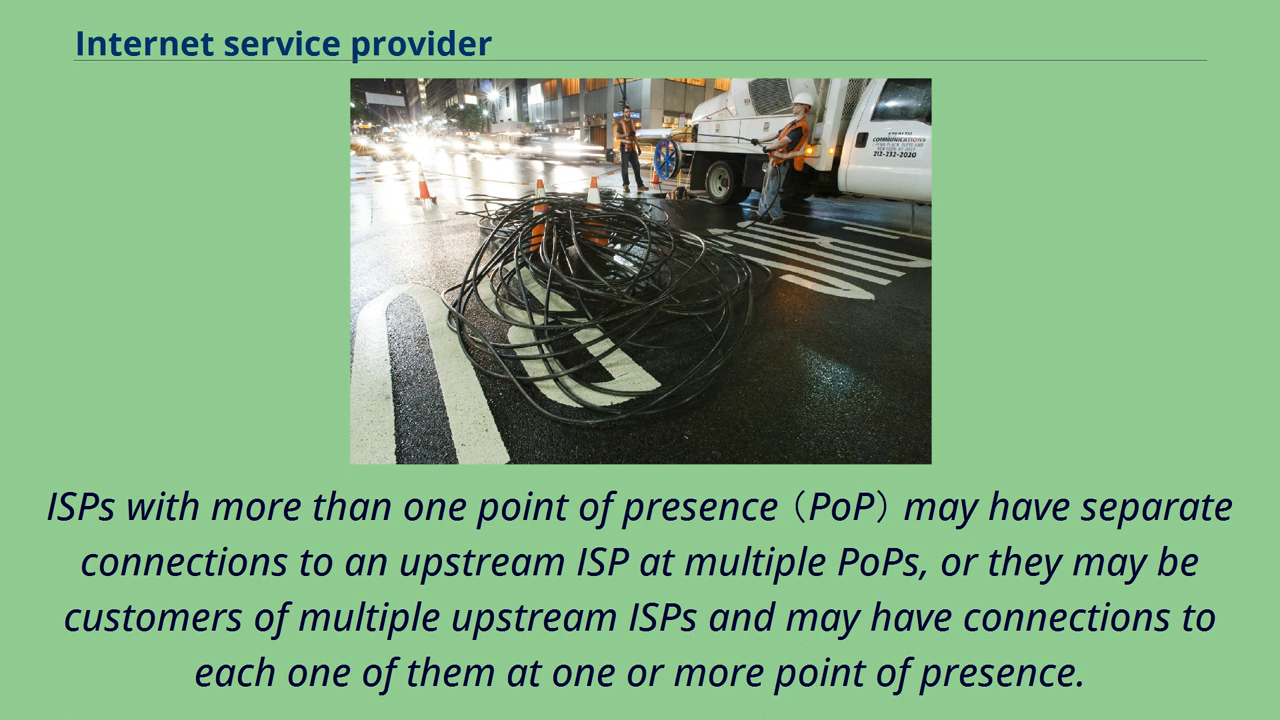 Internet service provider
COMMUNICATIONS
212-232-2020
ISPs with more than one point of presence (PoP) may have separate
connections to an upstream ISP at multiple PoPs, or they may be
customers of multiple upstream ISPs and may have connections to
each one of them at one or more point of presence.